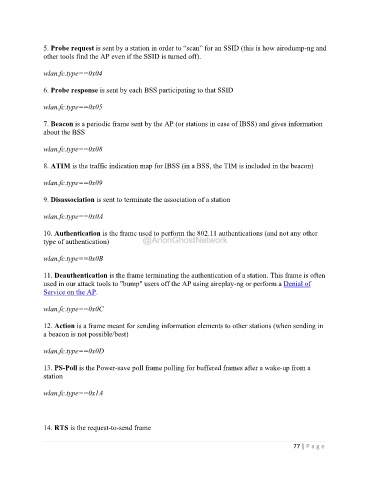 5. Probe request is sent by a station in order to “scan” for an SSID (this is how airodump-ng and
other tools find the AP even if the SSID is turned off).
wlan.fc.type==0x04
6. Probe response is sent by each BSS participating to that SSID
wlan.fc.type==0x05
7. Beacon is a periodic frame sent by the AP (or stations in case of IBSS) and gives information
about the BSS
wlan.fc.type==0x08
8. ATIM is the traffic indication map for IBSS (in a BSS, the TIM is included in the beacon)
wlan.fc.type==0x09
9. Disassociation is sent to terminate the association of a station
wlan.fc.type==0x0A
10. Authentication is the frame used to perform the 802.11 authentications (and not any other
type of authentication)
@AnonGhostNetwork
wlan.fc.type==0x0B
11. Deauthentication is the frame terminating the authentication of a station. This frame is often
used in our attack tools to "bump" users off the AP using aireplay-ng or perform a Denial of
Service on the AP.
wlan.fc.type==0x0C
12. Action is a frame meant for sending information elements to other stations (when sending in
a beacon is not possible/best)
wlan.fc.type==0x0D
13. PS-Poll is the Power-save poll frame polling for buffered frames after a wake-up from a
station
wlan.fc.type==0x1A
14. RTS is the request-to-send frame
77 | Page